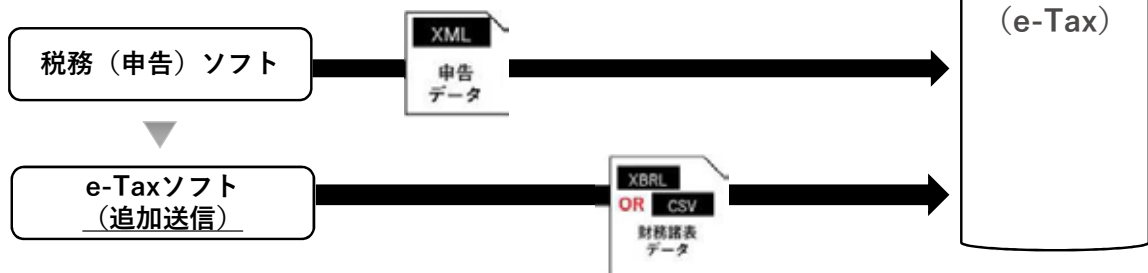 （e-Tax）
XML
税務（申告）ソフト
申告
データ
e-Taxソフト
（追加送信）
XBRL
OR CSV
財務諸表
データ